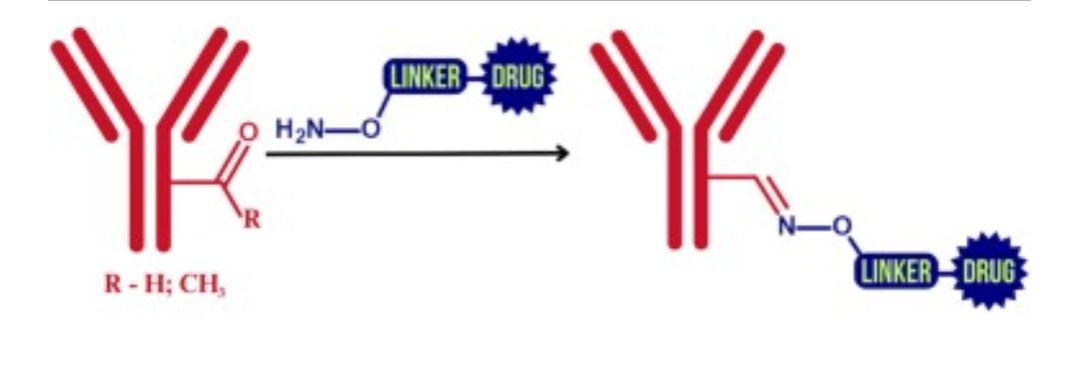 LINKER DRUG
O H₂N—O
R
R - H; CH₃
N—O
LINKER DRUG